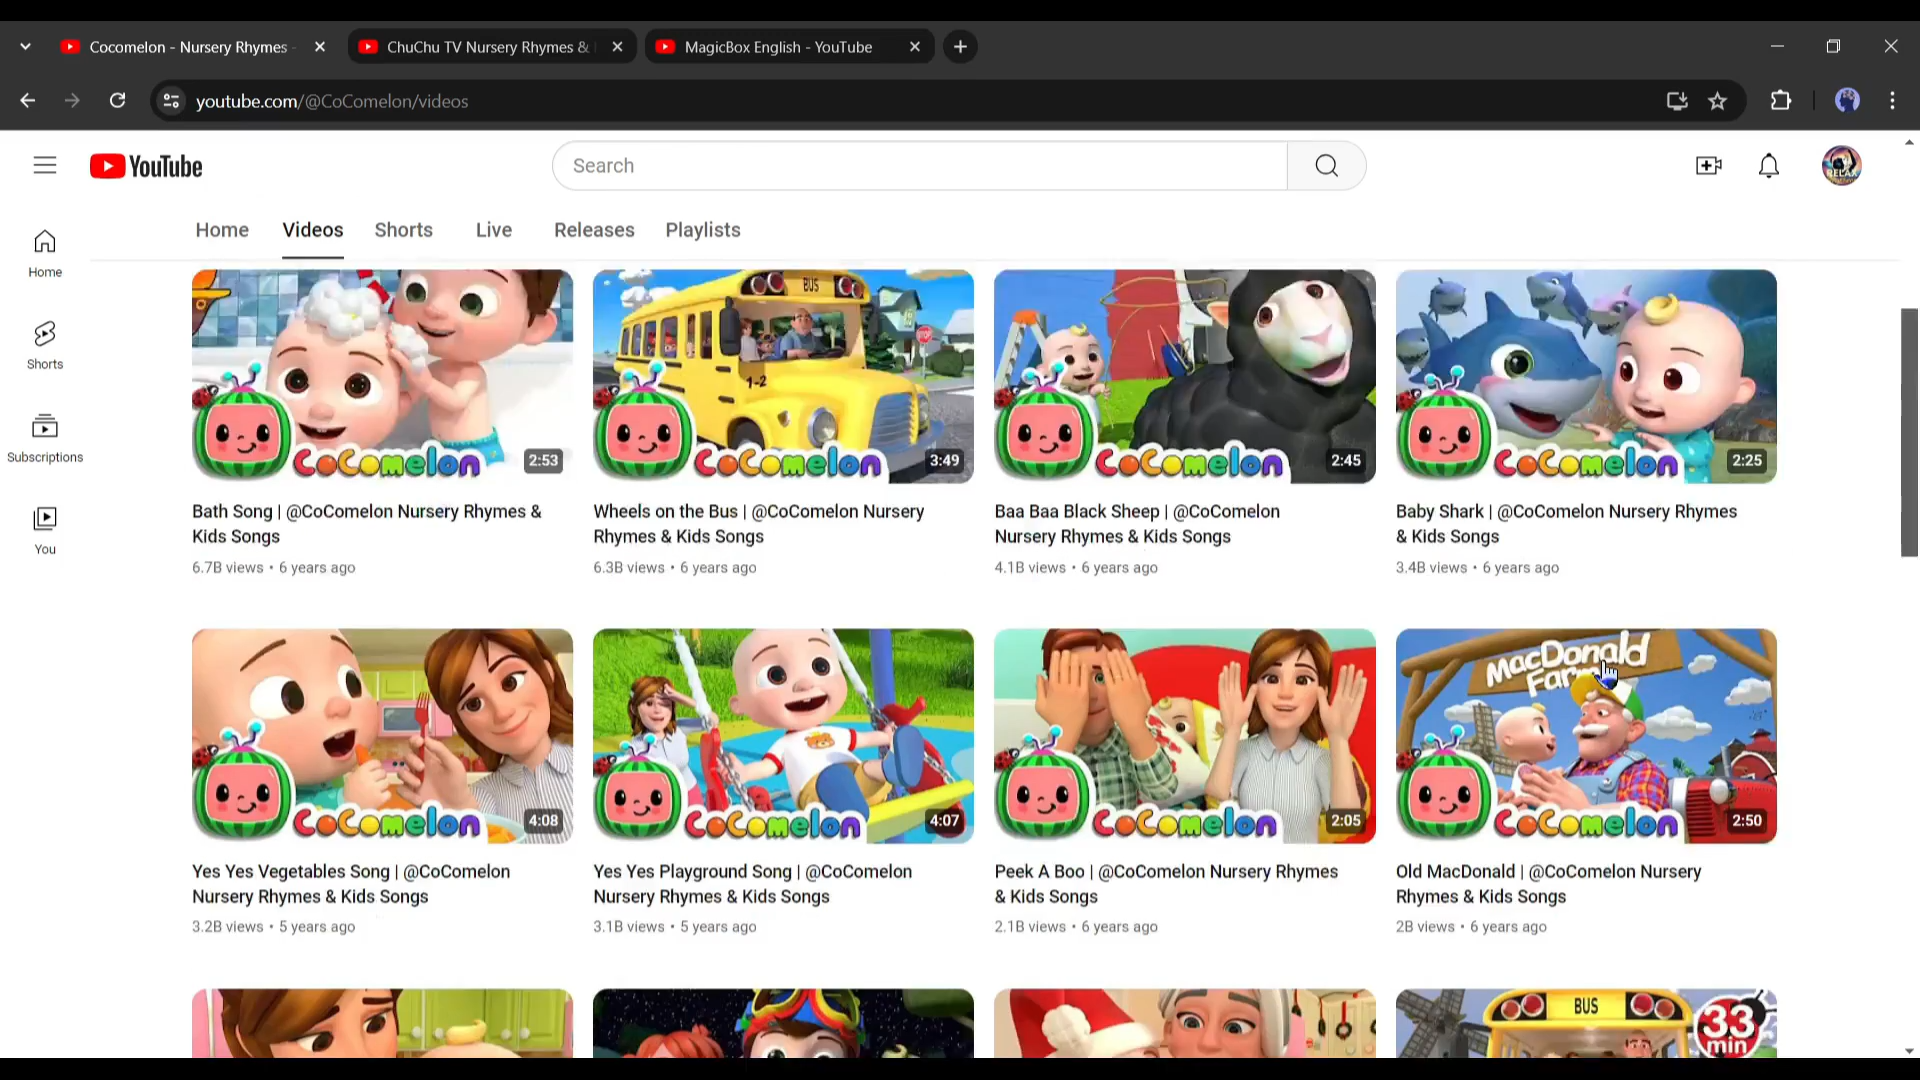 Cocomelon - Nursery Rhymes -
ChuChu TV Nursery Rhymes &
MagicBox English - YouTube
youtube.com/@CoComelon/videos
YouTube
Search
RELAX
Home
Videos
Shorts
Live
Releases
Playlists
Home
Shorts
Subscriptions
You
CoComelon
2:53
BUS
1-2
CoComelon
3:49
CoComelon
2:45
CoComelon
2:25
Bath Song | @CoComelon Nursery Rhymes &
Kids Songs
6.7B views • 6 years ago
Wheels on the Bus | @CoComelon Nursery
Rhymes & Kids Songs
6.3B views • 6 years ago
Baa Baa Black Sheep | @CoComelon
Nursery Rhymes & Kids Songs
4.1B views • 6 years ago
Baby Shark | @CoComelon Nursery Rhymes
& Kids Songs
3.4B views • 6 years ago
CoComelon
4:08
CoComelon
4:07
CoComelon
2:05
MacDonald
CoComelon
2:50
Yes Yes Vegetables Song | @CoComelon
Nursery Rhymes & Kids Songs
3.2B views • 5 years ago
Yes Yes Playground Song | @CoComelon
Nursery Rhymes & Kids Songs
3.1B views • 5 years ago
Peek A Boo | @CoComelon Nursery Rhymes
& Kids Songs
2.1B views • 6 years ago
Old MacDonald | @CoComelon Nursery
Rhymes & Kids Songs
2B views • 6 years ago
BUS
33
min